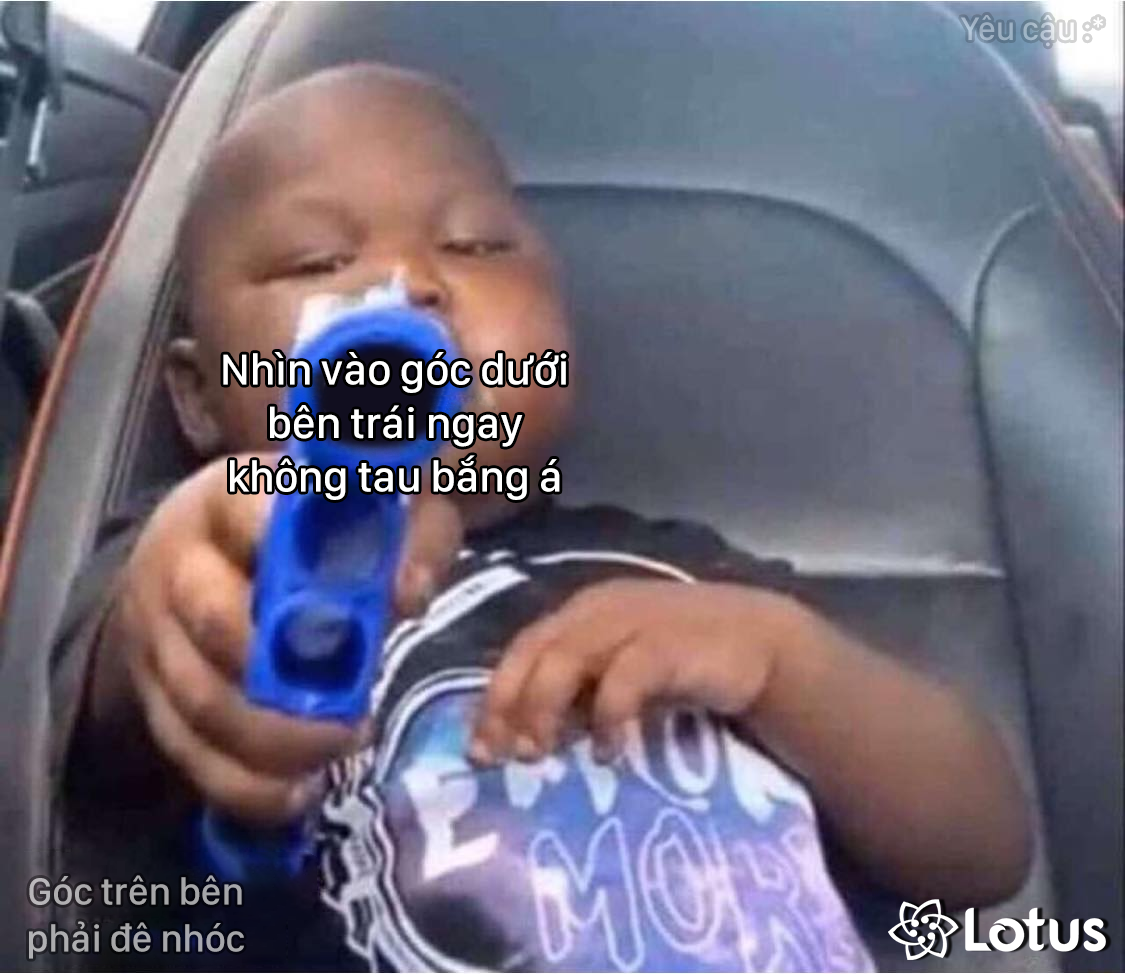 Yêu cậu :*
Nhìn vào góc dưới
bên trái ngay
không tau bắng á
Góc trên bên
phải đê nhóc
Lotus